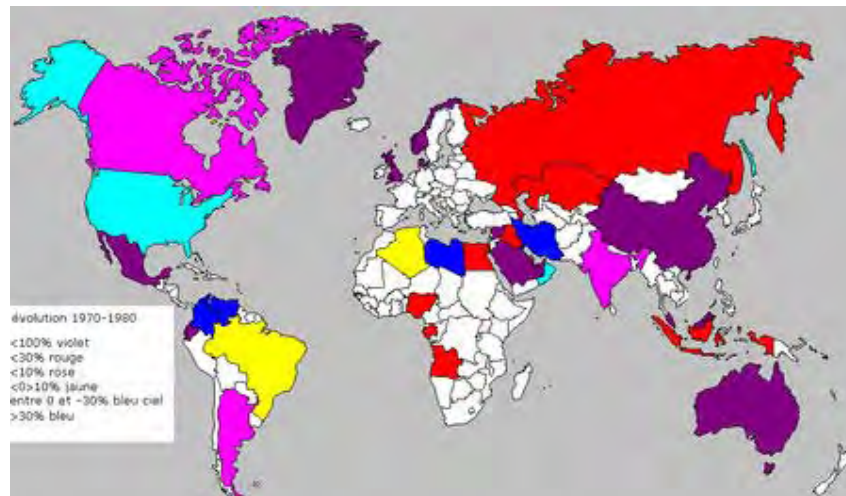 évolution 1970-1980
<100% violet
<30% rouge
<10% rose
<0>10% jaune
entre 0 et -30% bleu ciel
>30% bleu